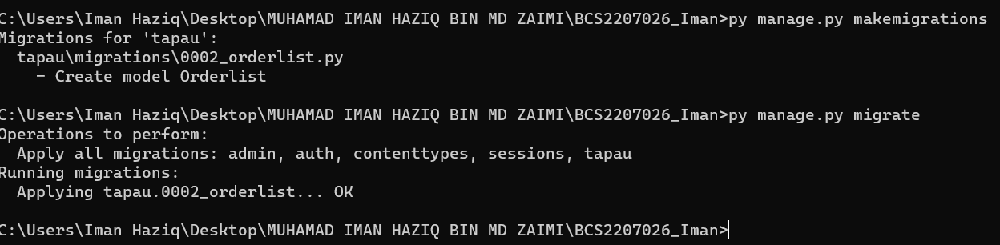 C:\Users\Iman Haziq\Desktop\MUHAMAD IMAN HAZIQ BIN MD ZAIMI\BCS2207026_Iman>py manage.py makemigrations
Migrations for 'tapau':
  tapau\migrations\0002_orderlist.py
    - Create model Orderlist
C:\Users\Iman Haziq\Desktop\MUHAMAD IMAN HAZIQ BIN MD ZAIMI\BCS2207026_Iman>py manage.py migrate
Operations to perform:
  Apply all migrations: admin, auth, contenttypes, sessions, tapau
Running migrations:
  Applying tapau.0002_orderlist... OK
C:\Users\Iman Haziq\Desktop\MUHAMAD IMAN HAZIQ BIN MD ZAIMI\BCS2207026_Iman>